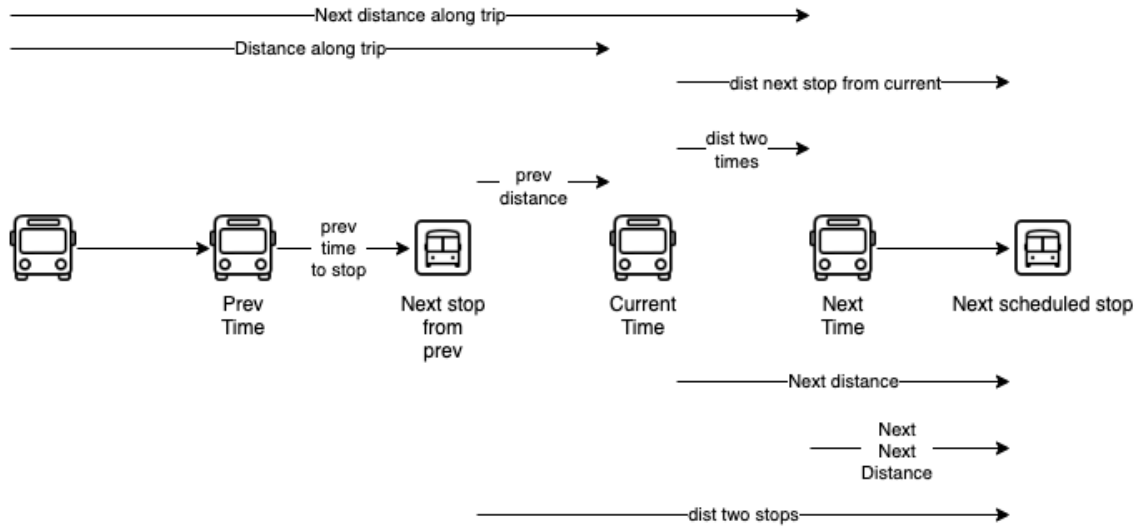 Next distance along trip
Distance along trip
dist next stop from current
dist two
times
prev
distance
prev
time
to stop
Prev
Time
Next stop
from
prev
Current
Time
Next
Time
Next scheduled stop
Next distance
Next
Next
Distance
dist two stops